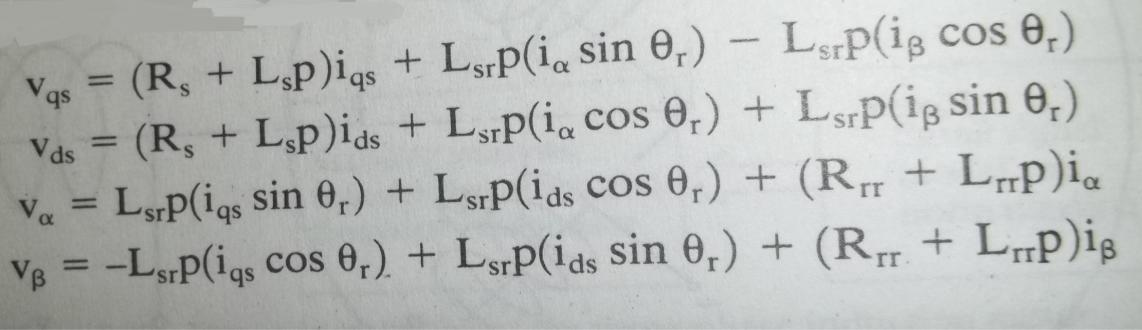 v_qs = (R_s + L_s p)i_qs + L_sr p(i_α sin θ_r) − L_sr p(i_β cos θ_r)
v_ds = (R_s + L_s p)i_ds + L_sr p(i_α cos θ_r) + L_sr p(i_β sin θ_r)
v_α = L_sr p(i_qs sin θ_r) + L_sr p(i_ds cos θ_r) + (R_rr + L_rr p)i_α
v_β = -L_sr p(i_qs cos θ_r) + L_sr p(i_ds sin θ_r) + (R_rr + L_rr p)i_β